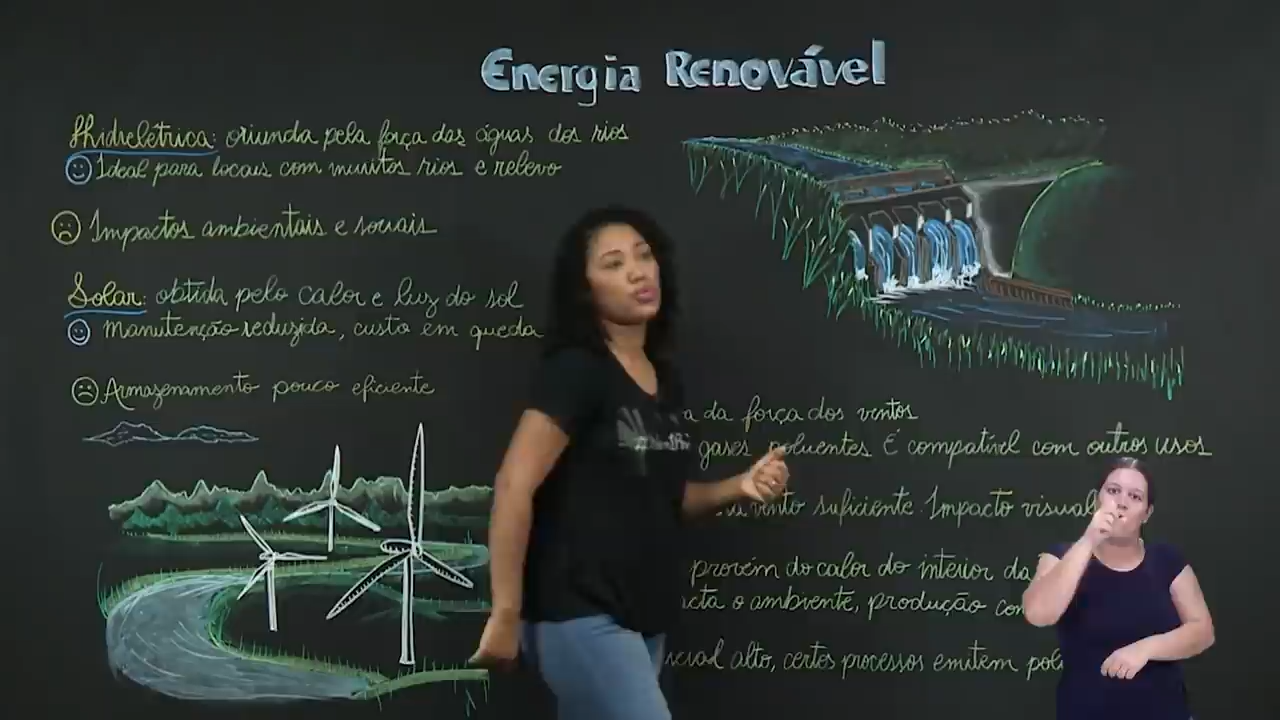 Energia Renovável
Hhidrelétrica: oriunda pela força das águas dos rios
Ideal para locais com muitos rios e relevo
Impactos ambientais e sociais
Solar: obtida pelo calor e luz do sol
Manutenção reduzida, custo em queda
Armazenamento pouco eficiente
da força dos ventos
gases poluentes É compatível com outros usos
vento suficiente. Impacto visual
provém do calor do interior da
o ambiente, produção
alto, certos processos emitem